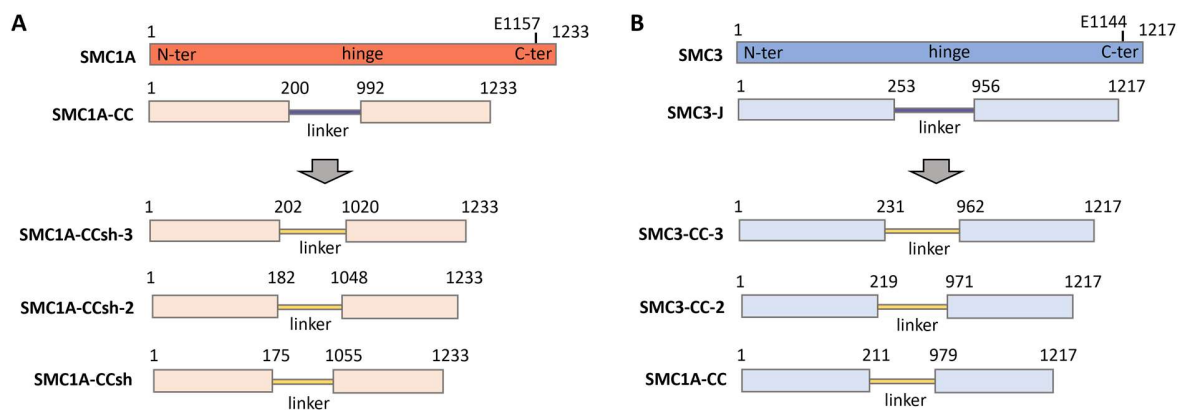 A
1
E1157
1233
SMC1A
N-ter
hinge
C-ter
1
200
992
1233
SMC1A-CC
linker
1
202
1020
1233
SMC1A-CCsh-3
linker
1
182
1048
1233
SMC1A-CCsh-2
linker
1
175
1055
1233
SMC1A-CCsh
linker
B
1
E1144
1217
SMC3
N-ter
hinge
C-ter
1
253
956
1217
SMC3-J
linker
1
231
962
1217
SMC3-CC-3
linker
1
219
971
1217
SMC3-CC-2
linker
1
211
979
1217
SMC1A-CC
linker